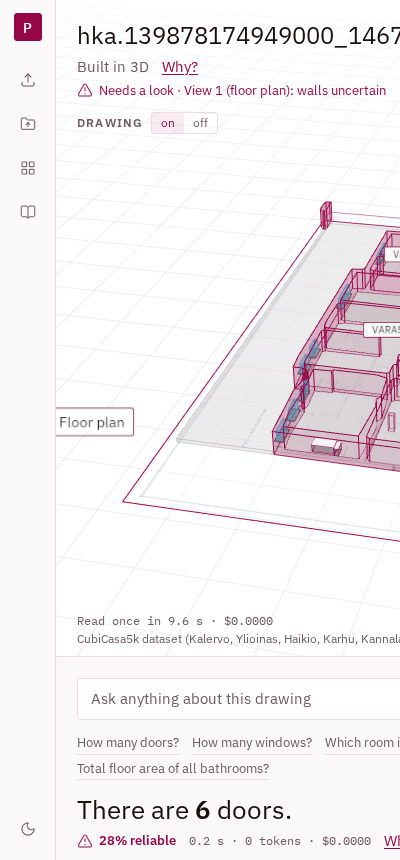 P
hka.139878174949000_1467
Built in 3D Why?
Needs a look · View 1 (floor plan): walls uncertain
DRAWING on off
VARAS
Floor plan
Read once in 9.6 s · $0.0000
CubiCasa5k dataset (Kalervo, Ylioinas, Haikio, Karhu, Kannala
Ask anything about this drawing
How many doors? How many windows? Which room i
Total floor area of all bathrooms?
There are 6 doors.
28% reliable 0.2 s · 0 tokens · $0.0000 Wh